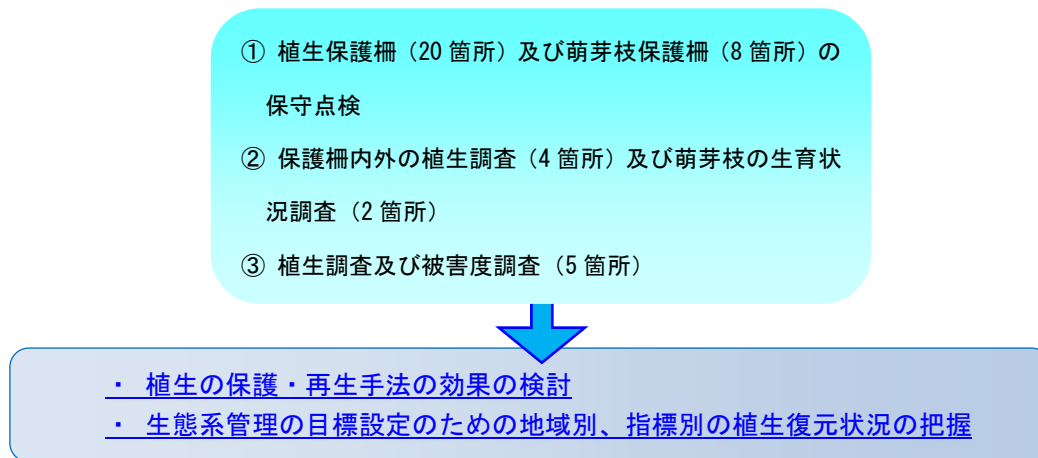 ① 植生保護柵（20 箇所）及び萌芽枝保護柵（8 箇所）の
保守点検
② 保護柵内外の植生調査（4 箇所）及び萌芽枝の生育状
況調査（2 箇所）
③ 植生調査及び被害度調査（5 箇所）
・ 植生の保護・再生手法の効果の検討
・ 生態系管理の目標設定のための地域別、指標別の植生復元状況の把握